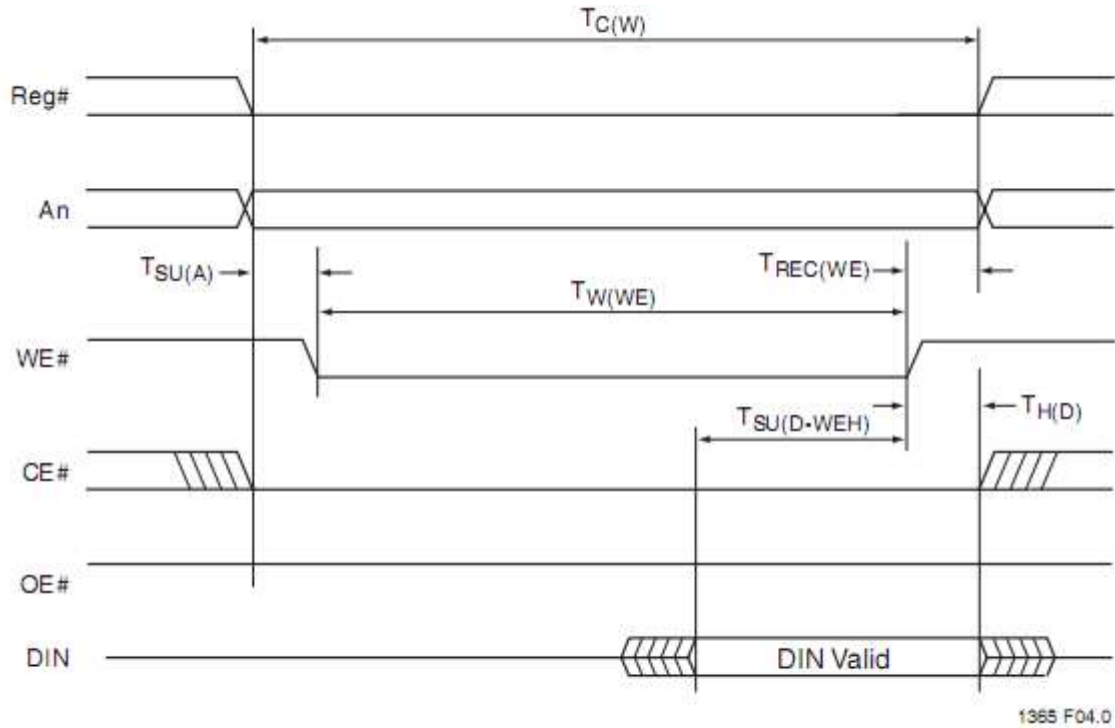 TC(W)
Reg#
An
TSU(A)
TREC(WE)
TW(WE)
WE#
TSU(D-WEH)
TH(D)
CE#
OE#
DIN
DIN Valid
1365 F04.0